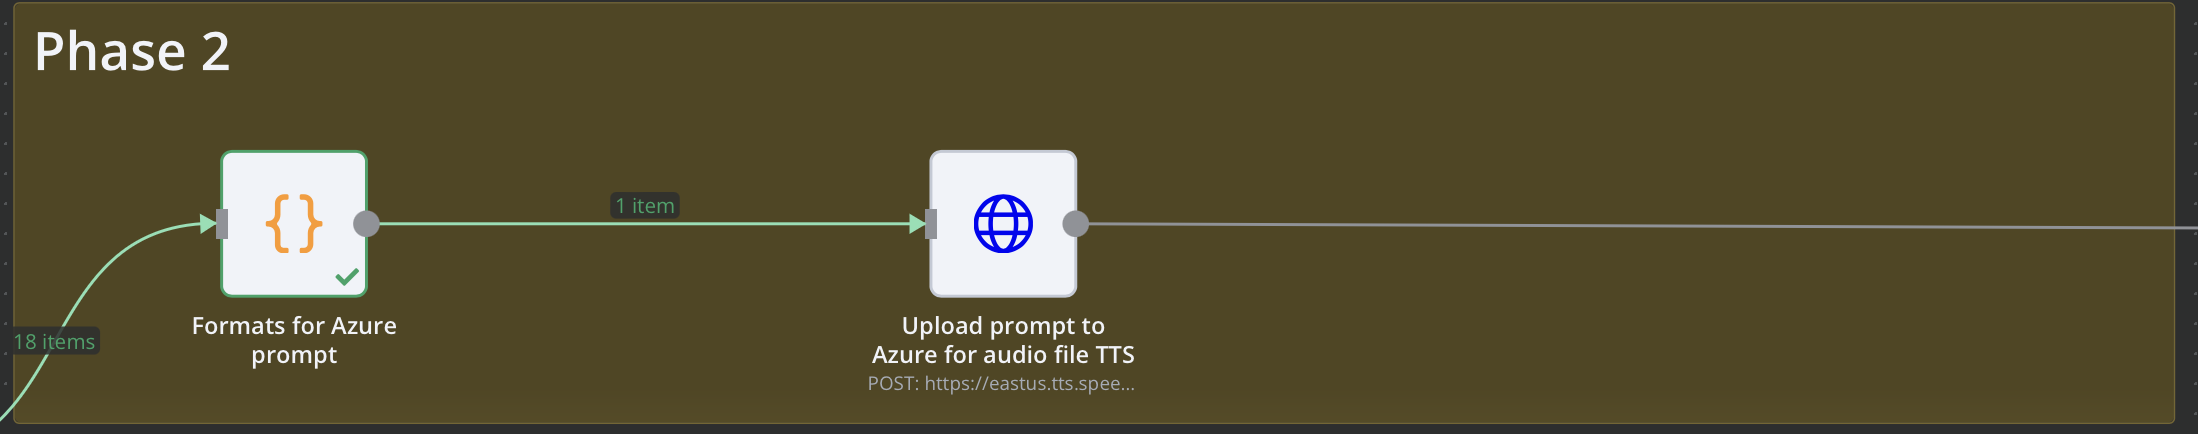 Phase 2
1 item
18 items
Formats for Azure
prompt
Upload prompt to
Azure for audio file TTS
POST: https://eastus.tts.spee...